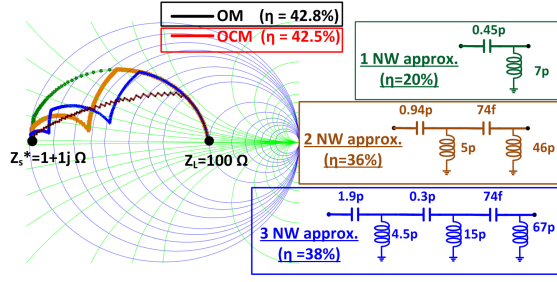 OM (η = 42.8%)
OCM (η = 42.5%)
0.45p
1 NW approx.
(η=20%)
7p
0.94p 74f
2 NW approx.
(η=36%)
5p 46p
Zs*=1+1j Ω
ZL=100 Ω
1.9p 0.3p 74f
3 NW approx.
(η=38%)
4.5p 15p 67p